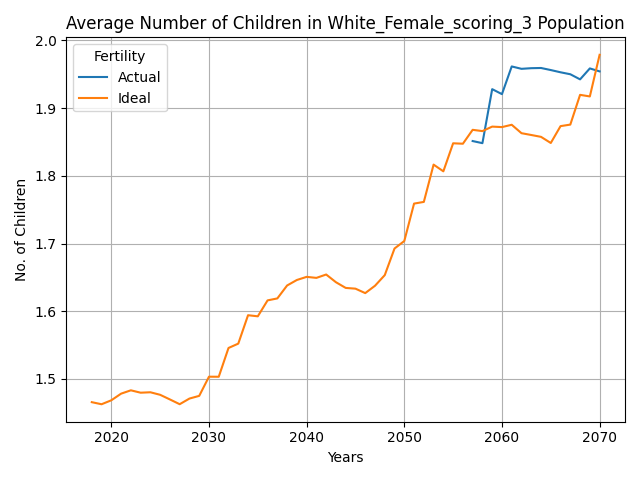 Average Number of Children in White_Female_scoring_3 Population
Fertility
Actual
Ideal
No. of Children
2.0
1.9
1.8
1.7
1.6
1.5
2020 2030 2040 2050 2060 2070
Years